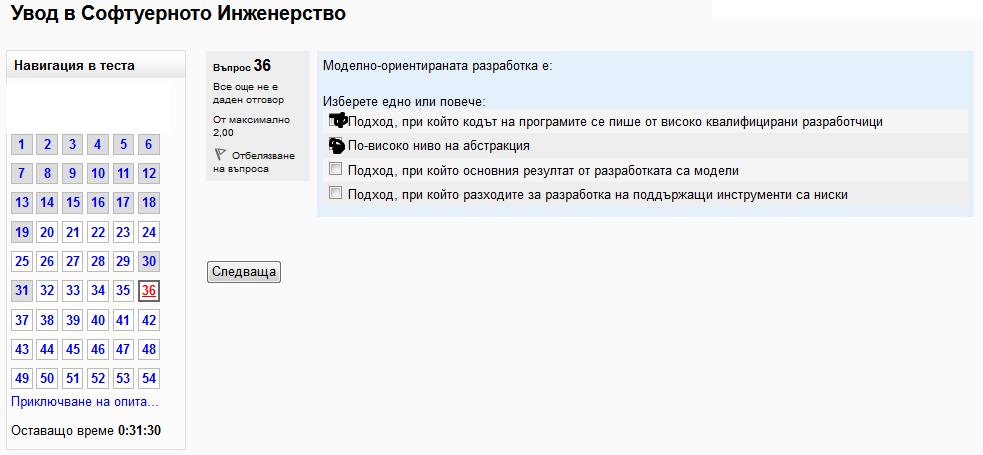 Увод в Софтуерното Инженерство
Навигация в теста
1 2 3 4 5 6
7 8 9 10 11 12
13 14 15 16 17 18
19 20 21 22 23 24
25 26 27 28 29 30
31 32 33 34 35 36
37 38 39 40 41 42
43 44 45 46 47 48
49 50 51 52 53 54
Приключване на опита...
Оставащо време 0:31:30
Въпрос 36
Все още не е
даден отговор
От максимално
2,00
Отбелязване
на въпроса
Моделно-ориентираната разработка е:
Изберете едно или повече:
Подход, при който кодът на програмите се пише от високо квалифицирани разработчици
По-високо ниво на абстракция
Подход, при който основния резултат от разработката са модели
Подход, при който разходите за разработка на поддържащи инструменти са ниски
Следваща